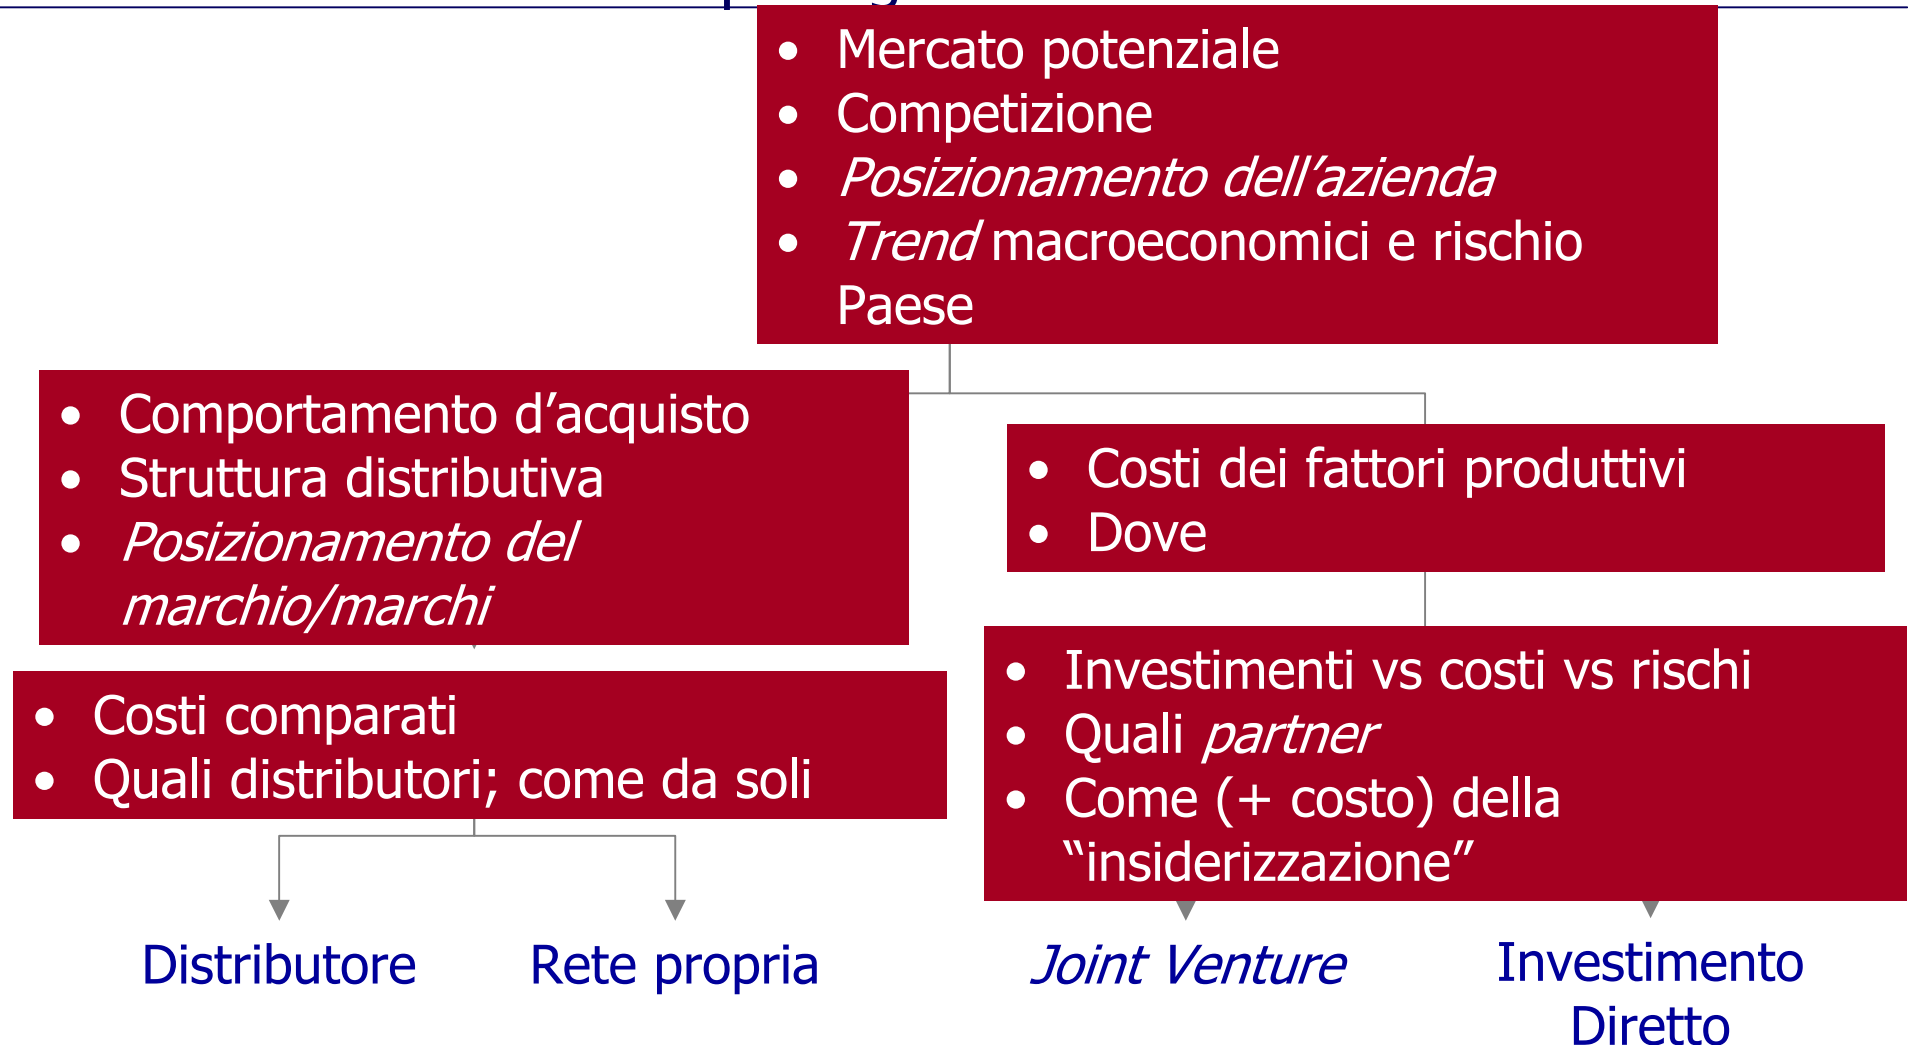 • Mercato potenziale
• Competizione
• Posizionamento dell’azienda
• Trend macroeconomici e rischio
Paese
• Comportamento d’acquisto
• Struttura distributiva
• Posizionamento del
marchio/marchi
• Costi dei fattori produttivi
• Dove
• Costi comparati
• Quali distributori; come da soli
• Investimenti vs costi vs rischi
• Quali partner
• Come (+ costo) della
“insiderizzazione”
Distributore
Rete propria
Joint Venture
Investimento
Diretto